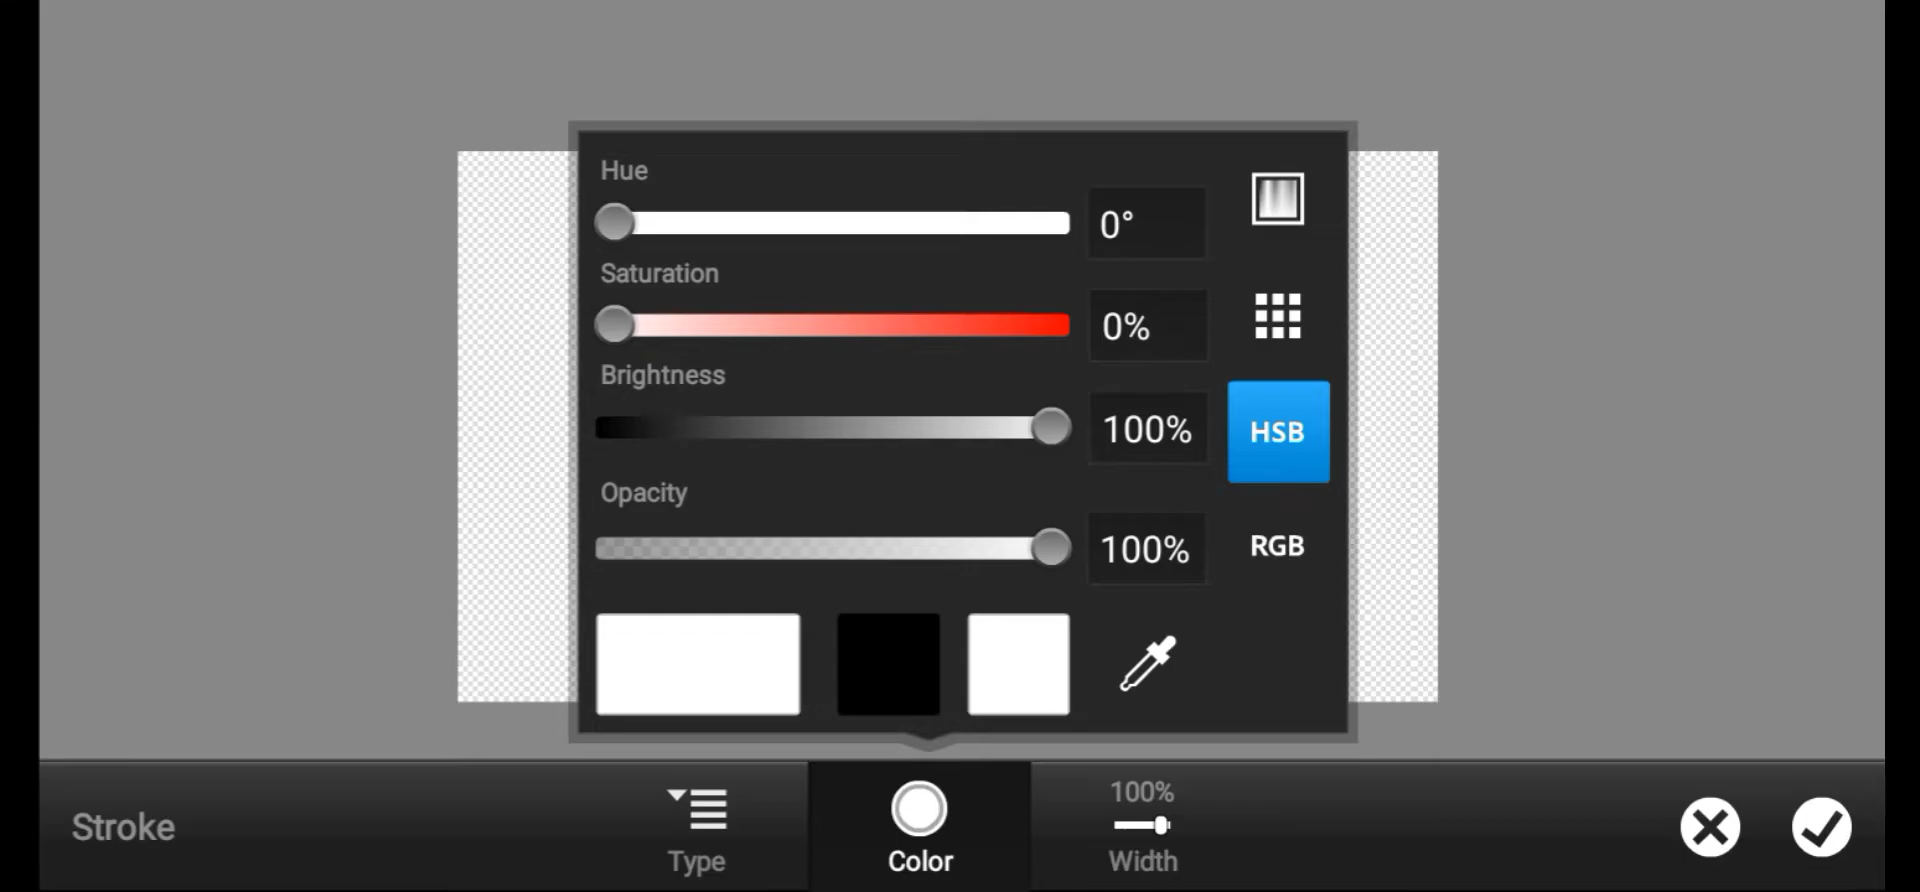 Hue
0°
Saturation
0%
Brightness
100%
HSB
Opacity
100%
RGB
Stroke
Type
Color
100%
Width